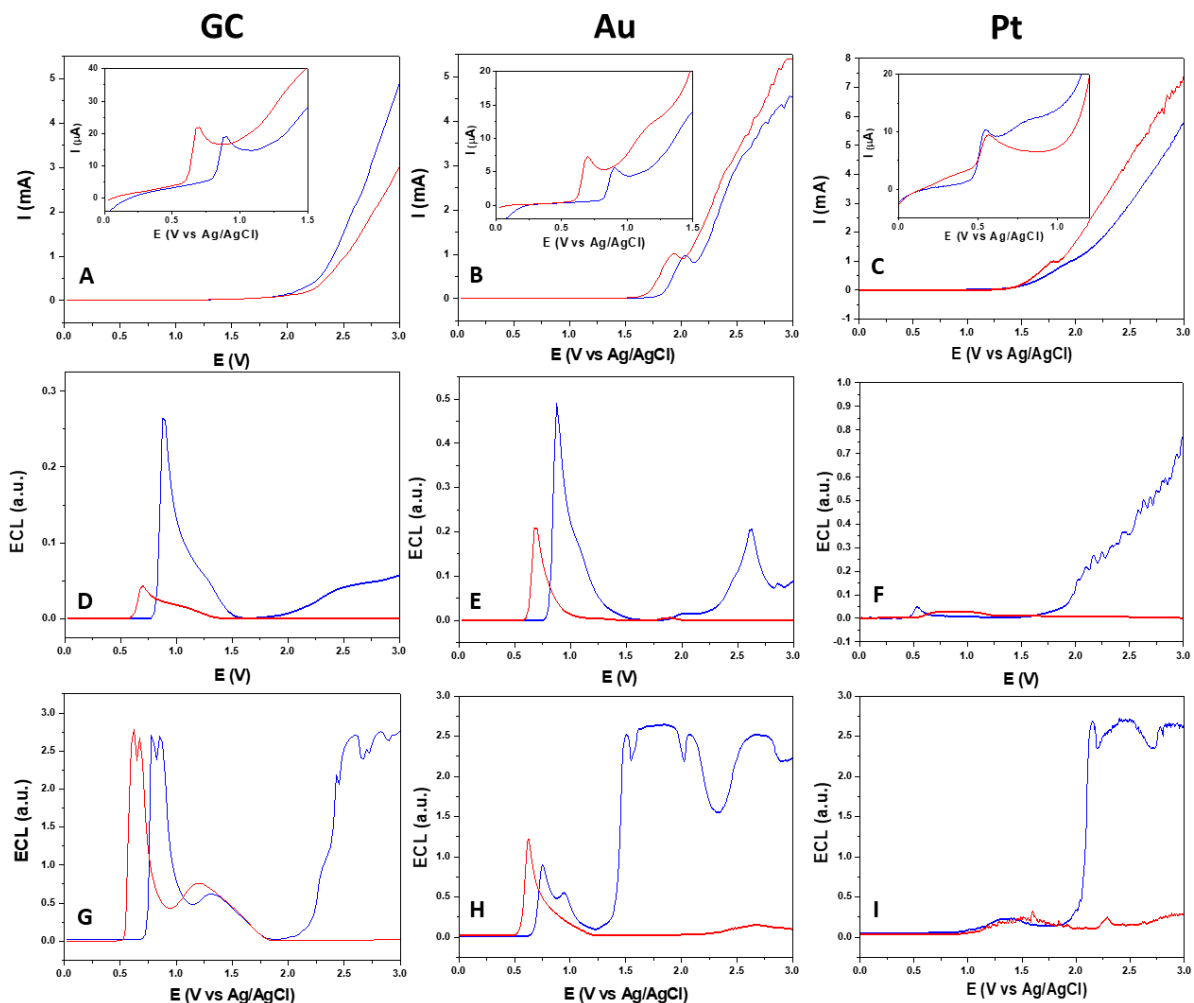 GC
Au
Pt
I (mA)
5
4
3
2
1
0
I (µA)
40
30
20
10
0
0.0 0.5 1.0 1.5
E (V vs Ag/AgCl)
A
0.0 0.5 1.0 1.5 2.0 2.5 3.0
E (V)
I (mA)
5
4
3
2
1
0
I (µA)
20
15
10
5
0
0.0 0.5 1.0 1.5
E (V vs Ag/AgCl)
B
0.0 0.5 1.0 1.5 2.0 2.5 3.0
E (V vs Ag/AgCl)
I (mA)
8
7
6
5
4
3
2
1
0
-1
I (µA)
20
10
0
0.0 0.5 1.0
E (V vs Ag/AgCl)
C
0.0 0.5 1.0 1.5 2.0 2.5 3.0
E (V vs Ag/AgCl)
ECL (a.u.)
0.3
0.2
0.1
0.0
D
0.0 0.5 1.0 1.5 2.0 2.5 3.0
E (V)
ECL (a.u.)
0.5
0.4
0.3
0.2
0.1
0.0
E
0.0 0.5 1.0 1.5 2.0 2.5 3.0
E (V)
ECL (a.u.)
1.0
0.9
0.8
0.7
0.6
0.5
0.4
0.3
0.2
0.1
0.0
-0.1
F
0.0 0.5 1.0 1.5 2.0 2.5 3.0
E (V)
ECL (a.u.)
3.0
2.5
2.0
1.5
1.0
0.5
0.0
G
0.0 0.5 1.0 1.5 2.0 2.5 3.0
E (V vs Ag/AgCl)
ECL (a.u.)
3.0
2.5
2.0
1.5
1.0
0.5
0.0
H
0.0 0.5 1.0 1.5 2.0 2.5 3.0
E (V vs Ag/AgCl)
ECL (a.u.)
3.0
2.5
2.0
1.5
1.0
0.5
0.0
I
0.0 0.5 1.0 1.5 2.0 2.5 3.0
E (V vs Ag/AgCl)